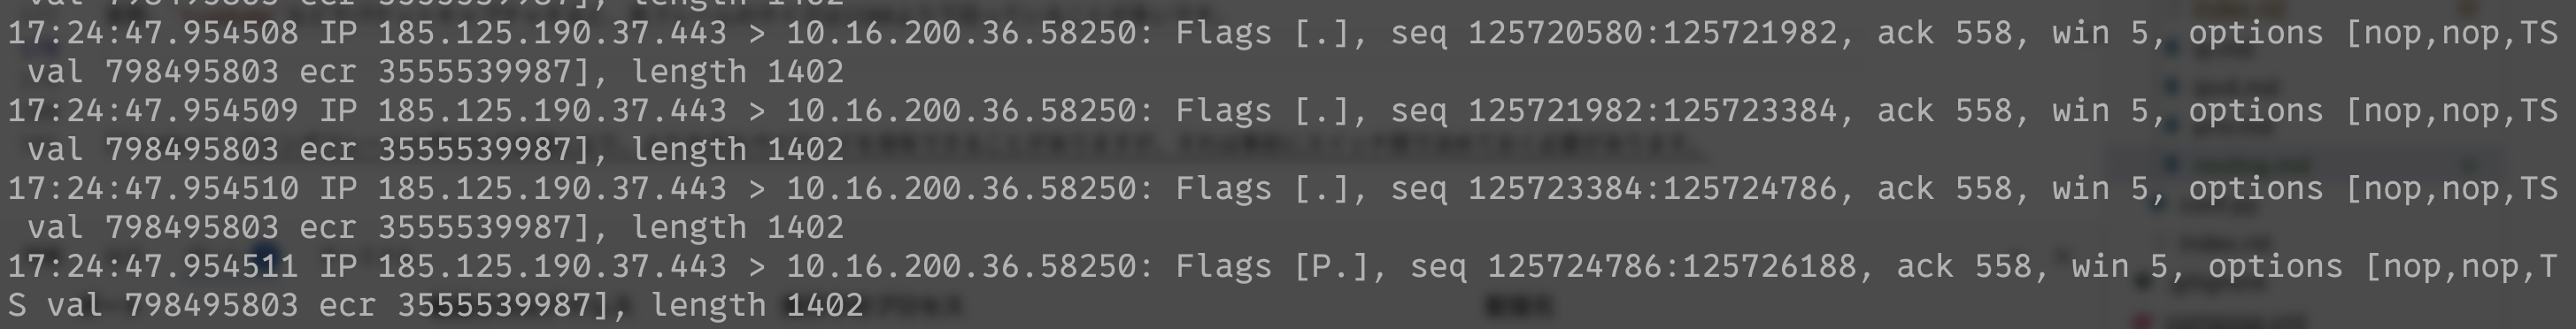 17:24:47.954508 IP 185.125.190.37.443 > 10.16.200.36.58250: Flags [.], seq 125720580:125721982, ack 558, win 5, options [nop,nop,TS
val 798495803 ecr 3555539987], length 1402
17:24:47.954509 IP 185.125.190.37.443 > 10.16.200.36.58250: Flags [.], seq 125721982:125723384, ack 558, win 5, options [nop,nop,TS
val 798495803 ecr 3555539987], length 1402
17:24:47.954510 IP 185.125.190.37.443 > 10.16.200.36.58250: Flags [.], seq 125723384:125724786, ack 558, win 5, options [nop,nop,TS
val 798495803 ecr 3555539987], length 1402
17:24:47.954511 IP 185.125.190.37.443 > 10.16.200.36.58250: Flags [P.], seq 125724786:125726188, ack 558, win 5, options [nop,nop,T
S val 798495803 ecr 3555539987], length 1402